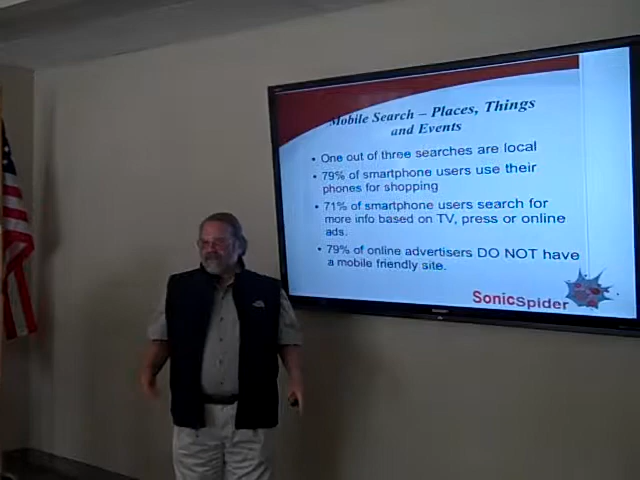 Mobile Search – Places, Things
and Events
• One out of three searches are local
• 79% of smartphone users use their
phones for shopping
• 71% of smartphone users search for
more info based on TV, press or online
ads.
• 79% of online advertisers DO NOT have
a mobile friendly site.
SonicSpider